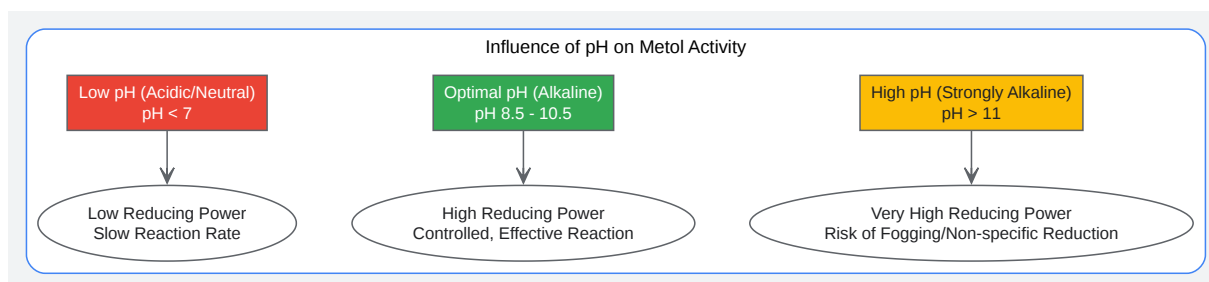 Influence of pH on Metol Activity
Low pH (Acidic/Neutral)
pH < 7
Optimal pH (Alkaline)
pH 8.5 - 10.5
High pH (Strongly Alkaline)
pH > 11
Low Reducing Power
Slow Reaction Rate
High Reducing Power
Controlled, Effective Reaction
Very High Reducing Power
Risk of Fogging/Non-specific Reduction